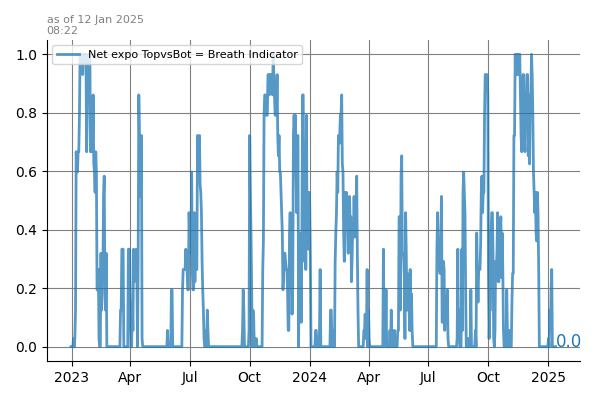 as of 12 Jan 2025
08:22
Net expo TopvsBot = Breath Indicator
1.0
0.8
0.6
0.4
0.2
0.0
0.0
2023 Apr Jul Oct 2024 Apr Jul Oct 2025